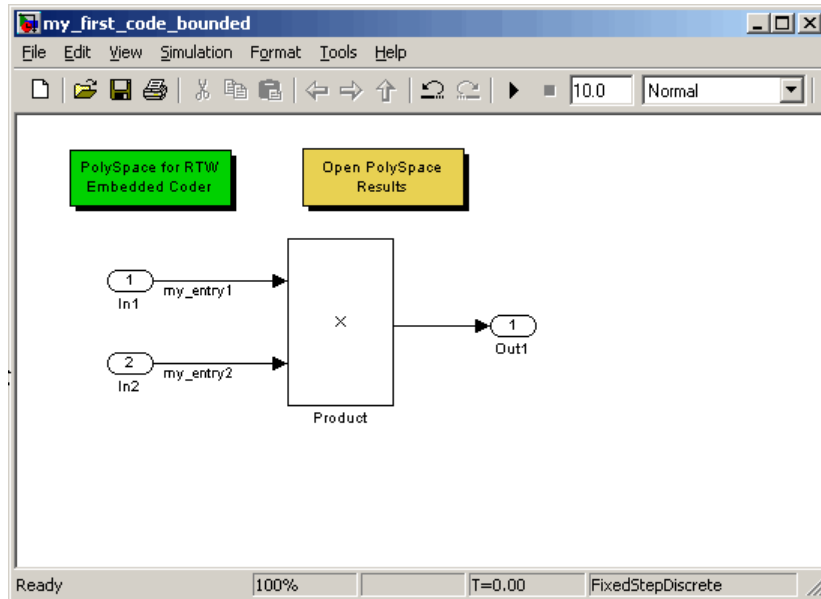 my_first_code_bounded
File Edit View Simulation Format Tools Help
10.0 Normal
PolySpace for RTW
Embedded Coder
Open PolySpace
Results
1
my_entry1
In1
×
1
Out1
2
my_entry2
In2
Product
Ready 100% T=0.00 FixedStepDiscrete